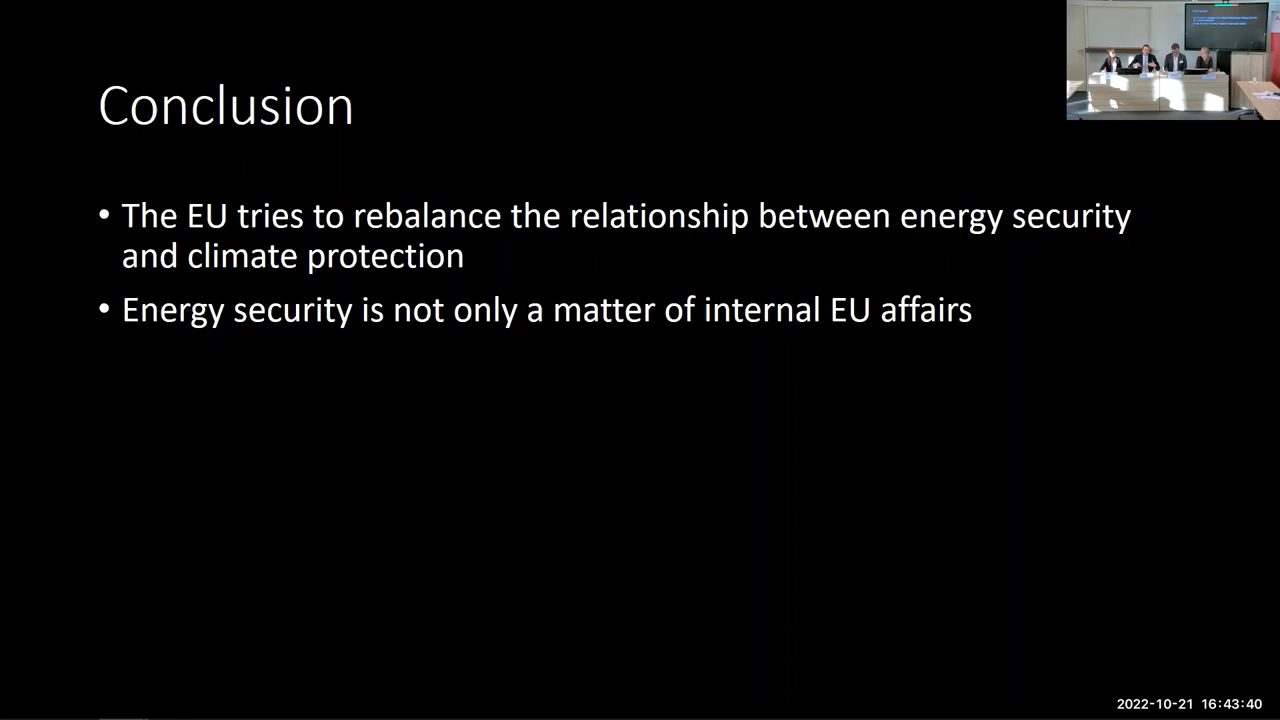 Conclusion
• The EU tries to rebalance the relationship between energy security
and climate protection
• Energy security is not only a matter of internal EU affairs
2022-10-21 16:43:40